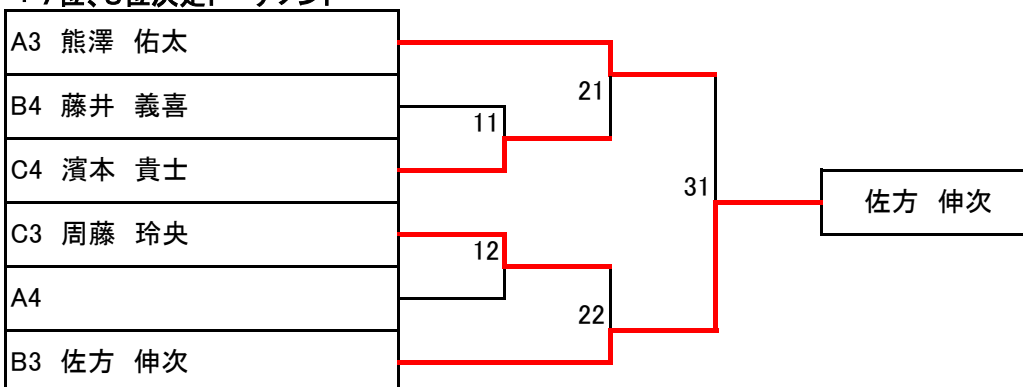 A3 熊澤 佑太
B4 藤井 義喜
C4 濱本 貴士
C3 周藤 玲央
A4
B3 佐方 伸次
11
12
21
22
31
佐方 伸次